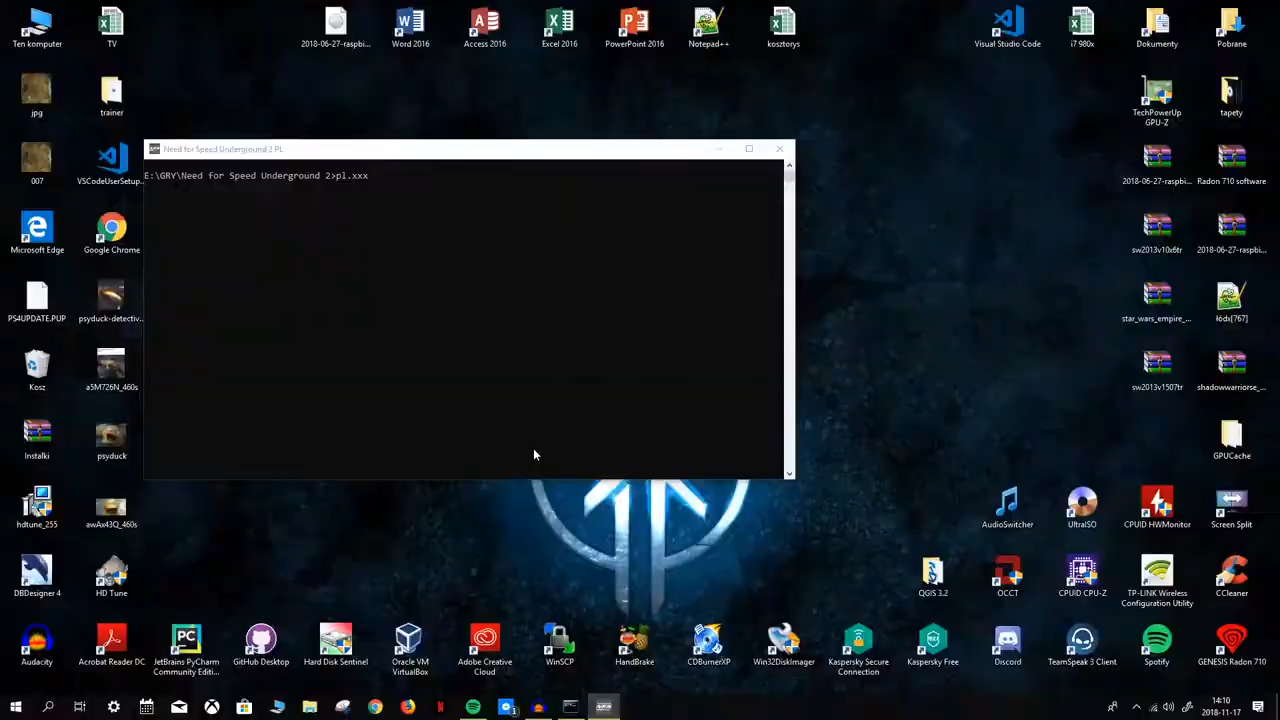 Ten komputer
TV
2018-06-27-raspbi...
Word 2016
Access 2016
Excel 2016
PowerPoint 2016
Notepad++
kosztorys
Visual Studio Code
i7 980x
Dokumenty
Pobrane
jpg
trainer
TechPowerUp
GPU-Z
tapety
Need for Speed Underground 2 PL
E:\GRY\Need for Speed Underground 2>pl.xxx
007
VSCodeUserSetup...
2018-06-27-raspbi...
Radon 710 software
Microsoft Edge
Google Chrome
sw2013v10x6tr
2018-06-27-raspbi...
PS4UPDATE.PUP
psyduck-detectiv...
star_wars_empire_...
łódx[767]
Kosz
a5M726N_460s
sw2013v1507tr
shadowwarriorse_...
Instalki
psyduck
GPUCache
hdtune_255
awAx43Q_460s
AudioSwitcher
UltraISO
CPUID HWMonitor
Screen Split
DBDesigner 4
HD Tune
QGIS 3.2
OCCT
CPUID CPU-Z
TP-LINK Wireless
Configuration Utility
CCleaner
Audacity
Acrobat Reader DC
JetBrains PyCharm
Community Editi...
GitHub Desktop
Hard Disk Sentinel
Oracle VM
VirtualBox
Adobe Creative
Cloud
WinSCP
HandBrake
CDBurnerXP
Win32DiskImager
Kaspersky Secure
Connection
Kaspersky Free
Discord
TeamSpeak 3 Client
Spotify
GENESIS Radon 710
14:10
2018-11-17